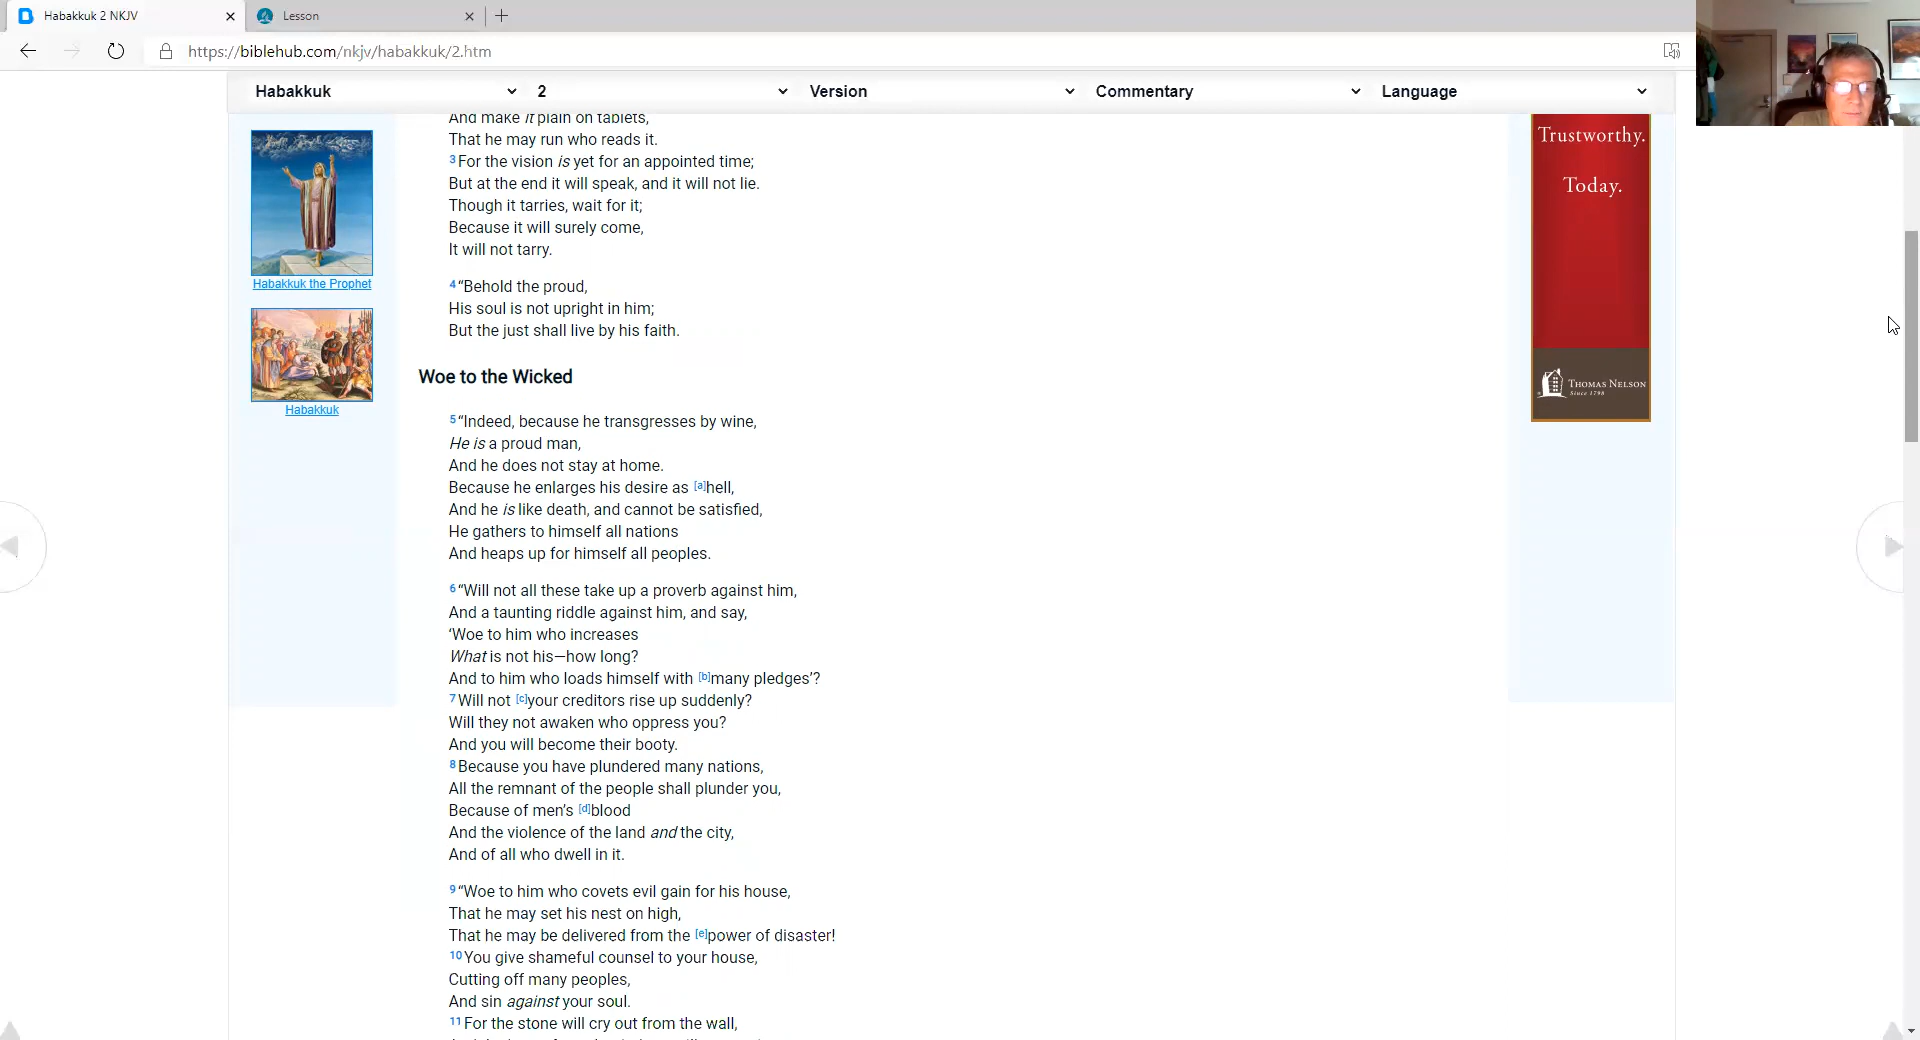 Habakkuk 2 NKJV
Lesson
https://biblehub.com/nkjv/habakkuk/2.htm
Habakkuk 2 Version Commentary Language
And make it plain on tablets,
That he may run who reads it.
3 For the vision is yet for an appointed time;
But at the end it will speak, and it will not lie.
Though it tarries, wait for it;
Because it will surely come,
It will not tarry.
4 “Behold the proud,
His soul is not upright in him;
But the just shall live by his faith.
Woe to the Wicked
5 “Indeed, because he transgresses by wine,
He is a proud man,
And he does not stay at home.
Because he enlarges his desire as [a]hell,
And he is like death, and cannot be satisfied,
He gathers to himself all nations
And heaps up for himself all peoples.
6 “Will not all these take up a proverb against him,
And a taunting riddle against him, and say,
‘Woe to him who increases
What is not his—how long?
And to him who loads himself with [b]many pledges’?
7 Will not [c]your creditors rise up suddenly?
Will they not awaken who oppress you?
And you will become their booty.
8 Because you have plundered many nations,
All the remnant of the people shall plunder you,
Because of men’s [d]blood
And the violence of the land and the city,
And of all who dwell in it.
9 “Woe to him who covets evil gain for his house,
That he may set his nest on high,
That he may be delivered from the [e]power of disaster!
10 You give shameful counsel to your house,
Cutting off many peoples,
And sin against your soul.
11 For the stone will cry out from the wall,
Habakkuk the Prophet
Habakkuk
Trustworthy.
Today.
THOMAS NELSON
Since 1798